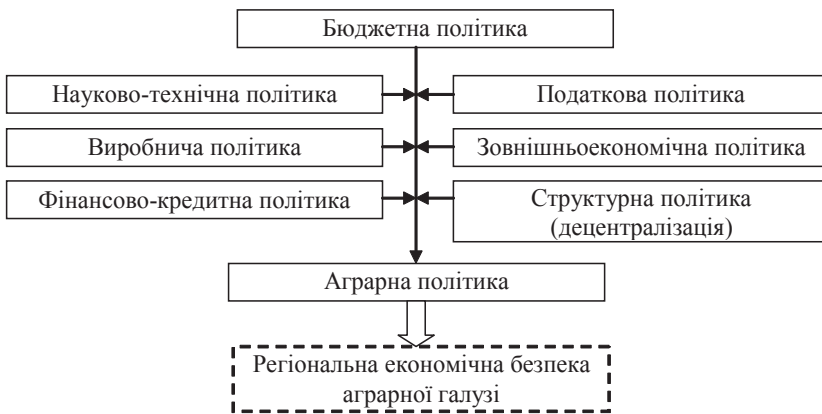 Бюджетна політика
Науково-технічна політика
Податкова політика
Виробнича політика
Зовнішньоекономічна політика
Фінансово-кредитна політика
Структурна політика
(децентралізація)
Аграрна політика
Регіональна економічна безпека
аграрної галузі